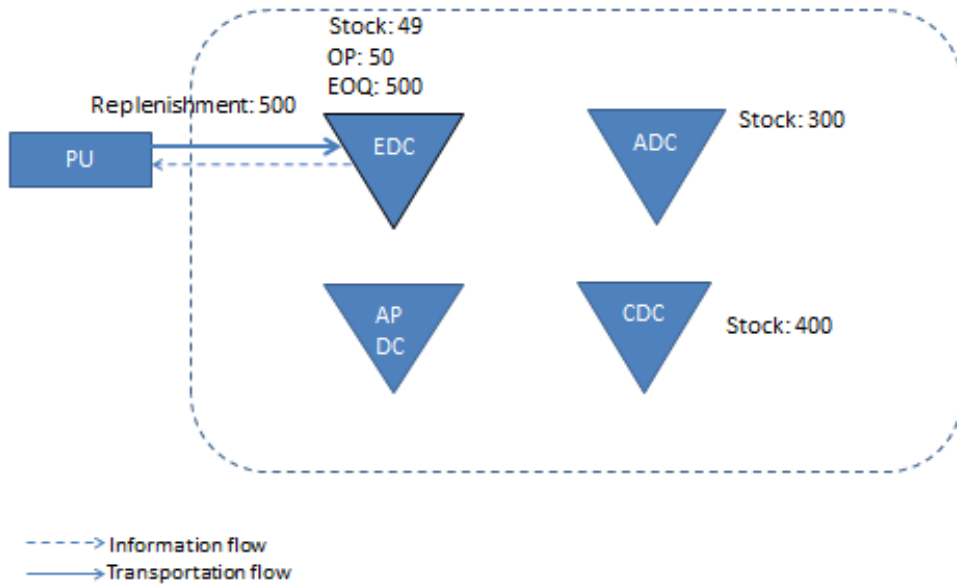 Stock: 49
OP: 50
EOQ: 500
Replenishment: 500
PU
EDC
ADC
Stock: 300
AP
DC
CDC
Stock: 400
Information flow
Transportation flow